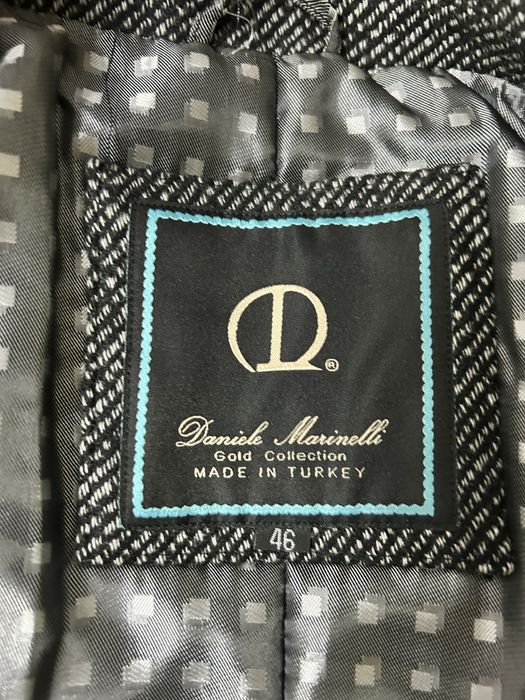 D
®
Daniele Marinelli
Gold Collection
MADE IN TURKEY
46